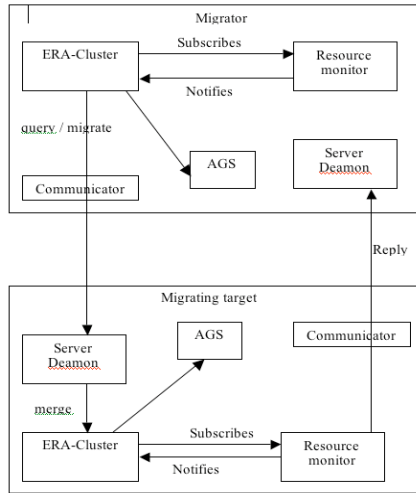 Migrator
Subscribes
ERA-Cluster
Resource
monitor
Notifies
query / migrate
AGS
Server
Deamon
Communicator
Reply
Migrating target
AGS
Communicator
Server
Deamon
merge
Subscribes
ERA-Cluster
Resource
monitor
Notifies